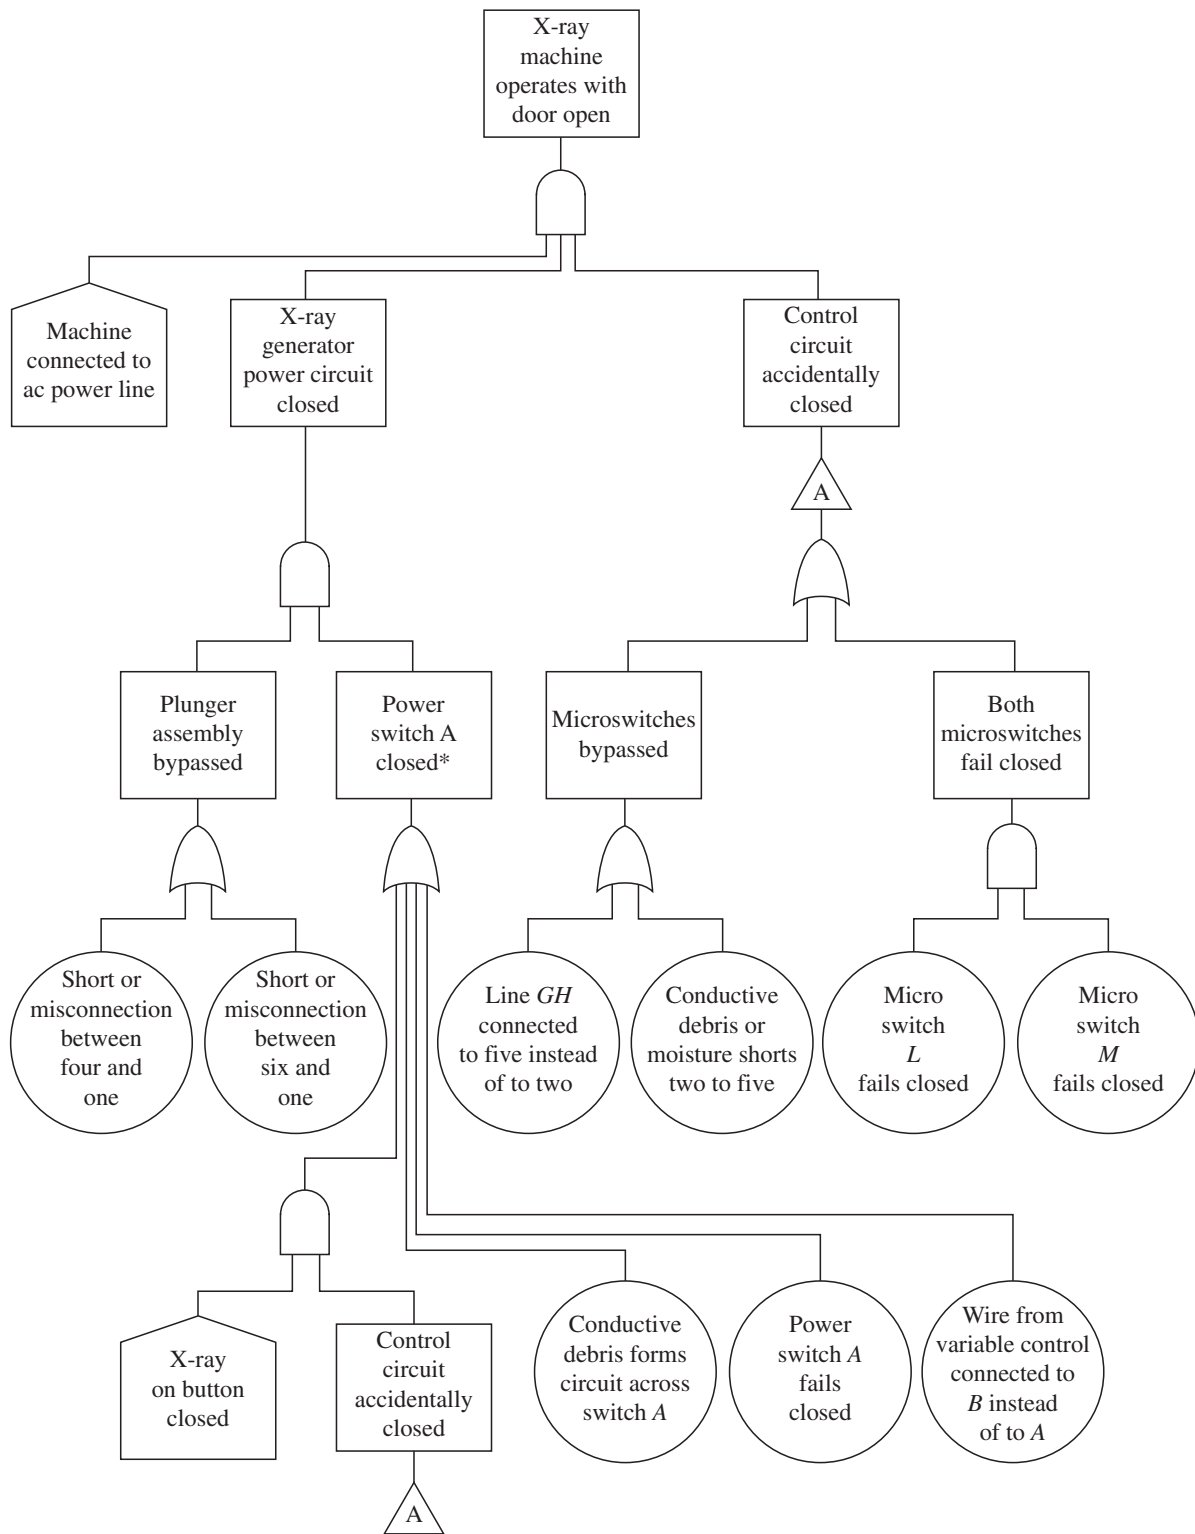 X-ray
machine
operates with
door open
Machine
connected to
ac power line
X-ray
generator
power circuit
closed
Control
circuit
accidentally
closed
A
Plunger
assembly
bypassed
Power
switch A
closed*
Microswitches
bypassed
Both
microswitches
fail closed
Short or
misconnection
between
four and
one
Short or
misconnection
between
six and
one
Line GH
connected
to five instead
of to two
Conductive
debris or
moisture shorts
two to five
Micro
switch
L
fails closed
Micro
switch
M
fails closed
X-ray
on button
closed
Control
circuit
accidentally
closed
A
Conductive
debris forms
circuit across
switch A
Power
switch A
fails
closed
Wire from
variable control
connected to
B instead
of to A